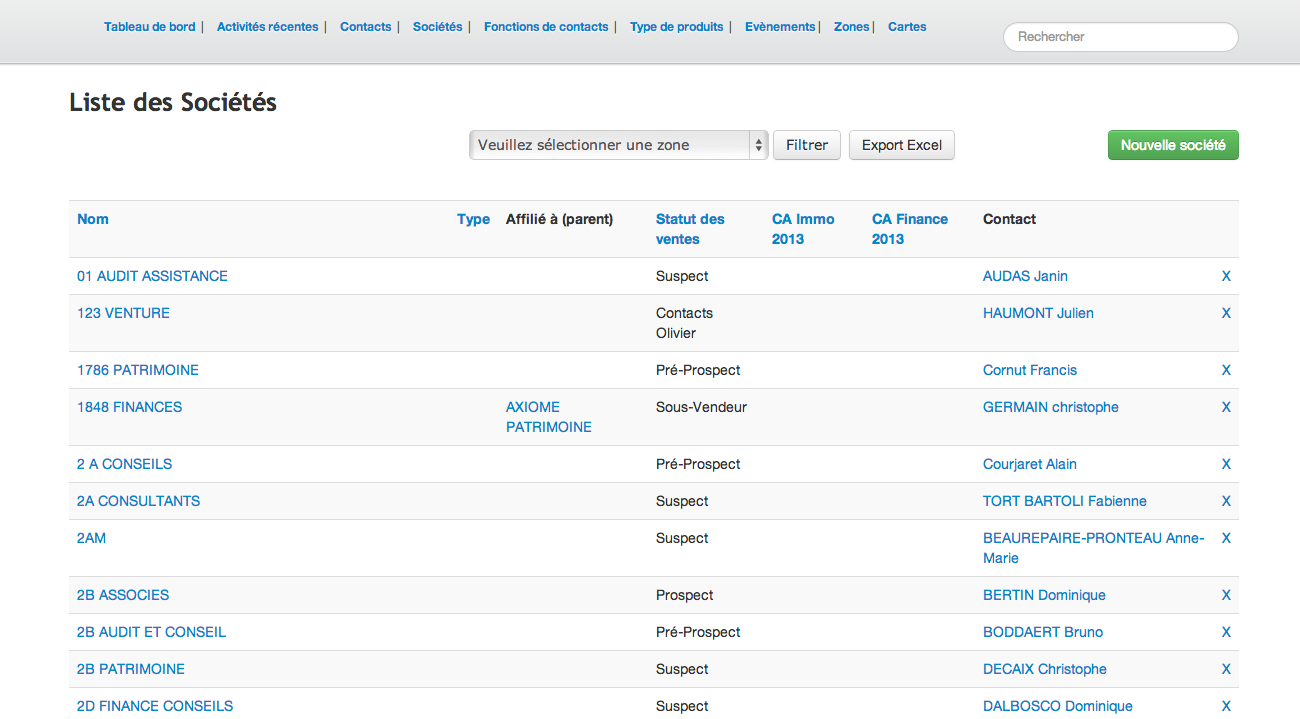 Tableau de bord | Activités récentes | Contacts | Sociétés | Fonctions de contacts | Type de produits | Evènements | Zones | Cartes
Rechercher
Liste des Sociétés
Veuillez sélectionner une zone Filtrer Export Excel Nouvelle société
Nom Type Affilié à (parent) Statut des CA Immo CA Finance Contact
ventes 2013 2013
01 AUDIT ASSISTANCE Suspect AUDAS Janin X
123 VENTURE Contacts HAUMONT Julien X
Olivier
1786 PATRIMOINE Pré-Prospect Cornut Francis X
1848 FINANCES AXIOME Sous-Vendeur GERMAIN christophe X
PATRIMOINE
2 A CONSEILS Pré-Prospect Courjaret Alain X
2A CONSULTANTS Suspect TORT BARTOLI Fabienne X
2AM Suspect BEAUREPAIRE-PRONTEAU Anne- X
Marie
2B ASSOCIES Prospect BERTIN Dominique X
2B AUDIT ET CONSEIL Pré-Prospect BODDAERT Bruno X
2B PATRIMOINE Suspect DECAIX Christophe X
2D FINANCE CONSEILS Suspect DALBOSCO Dominique X